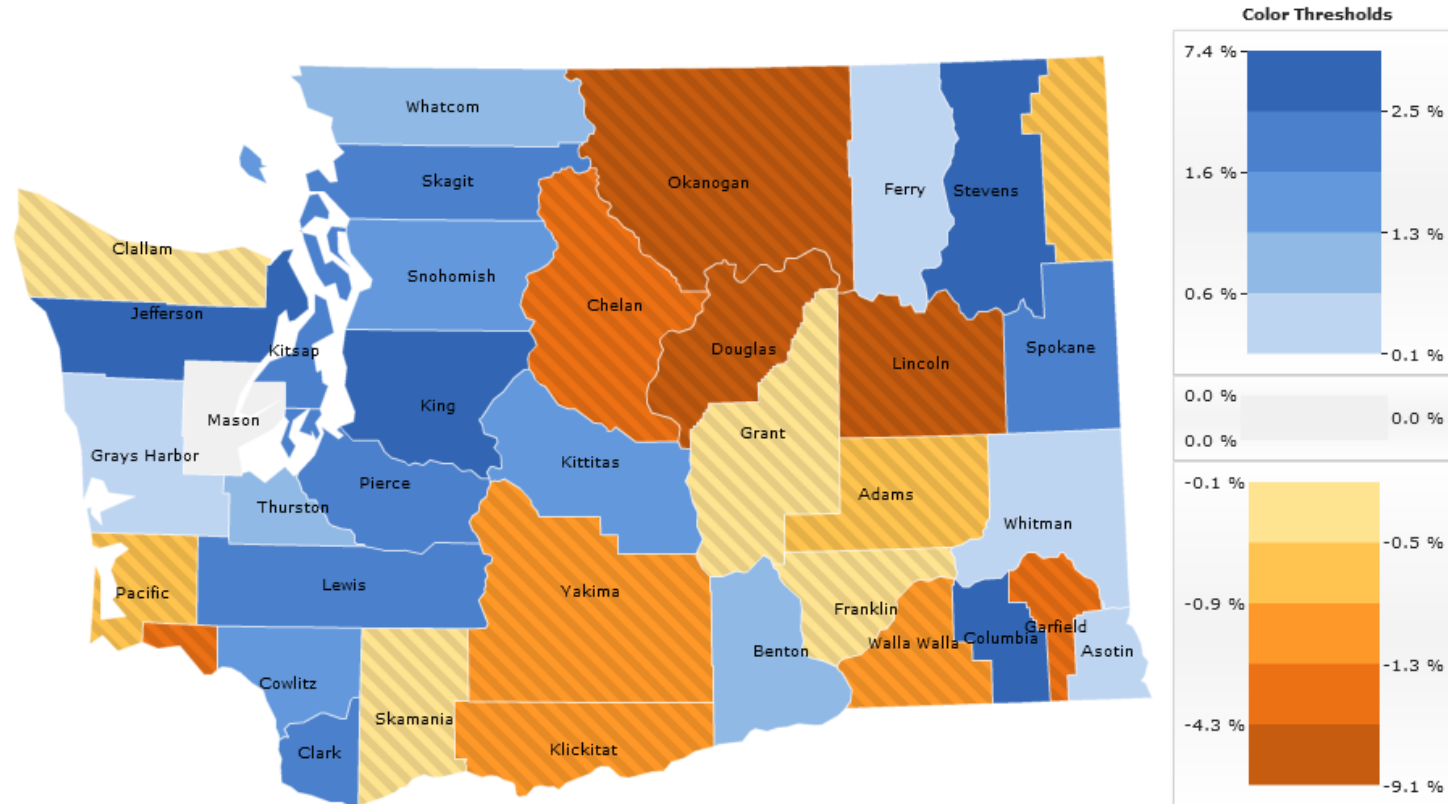 Color Thresholds
7.4 %
Whatcom
2.5 %
Skagit
Okanogan
1.6 %
Ferry
Stevens
Clallam
1.3 %
Snohomish
Chelan
0.6 %
Jefferson
Kitsap
Douglas
Spokane
0.1 %
Lincoln
King
0.0 %
Mason
0.0 %
Grant
0.0 %
Grays Harbor
Kittitas
Pierce
-0.1 %
Adams
Thurston
Whitman
-0.5 %
Lewis
Pacific
Yakima
-0.9 %
Franklin
Garfield
Walla Walla
Columbia
Benton
Asotin
-1.3 %
Cowlitz
Skamania
-4.3 %
Clark
Klickitat
-9.1 %